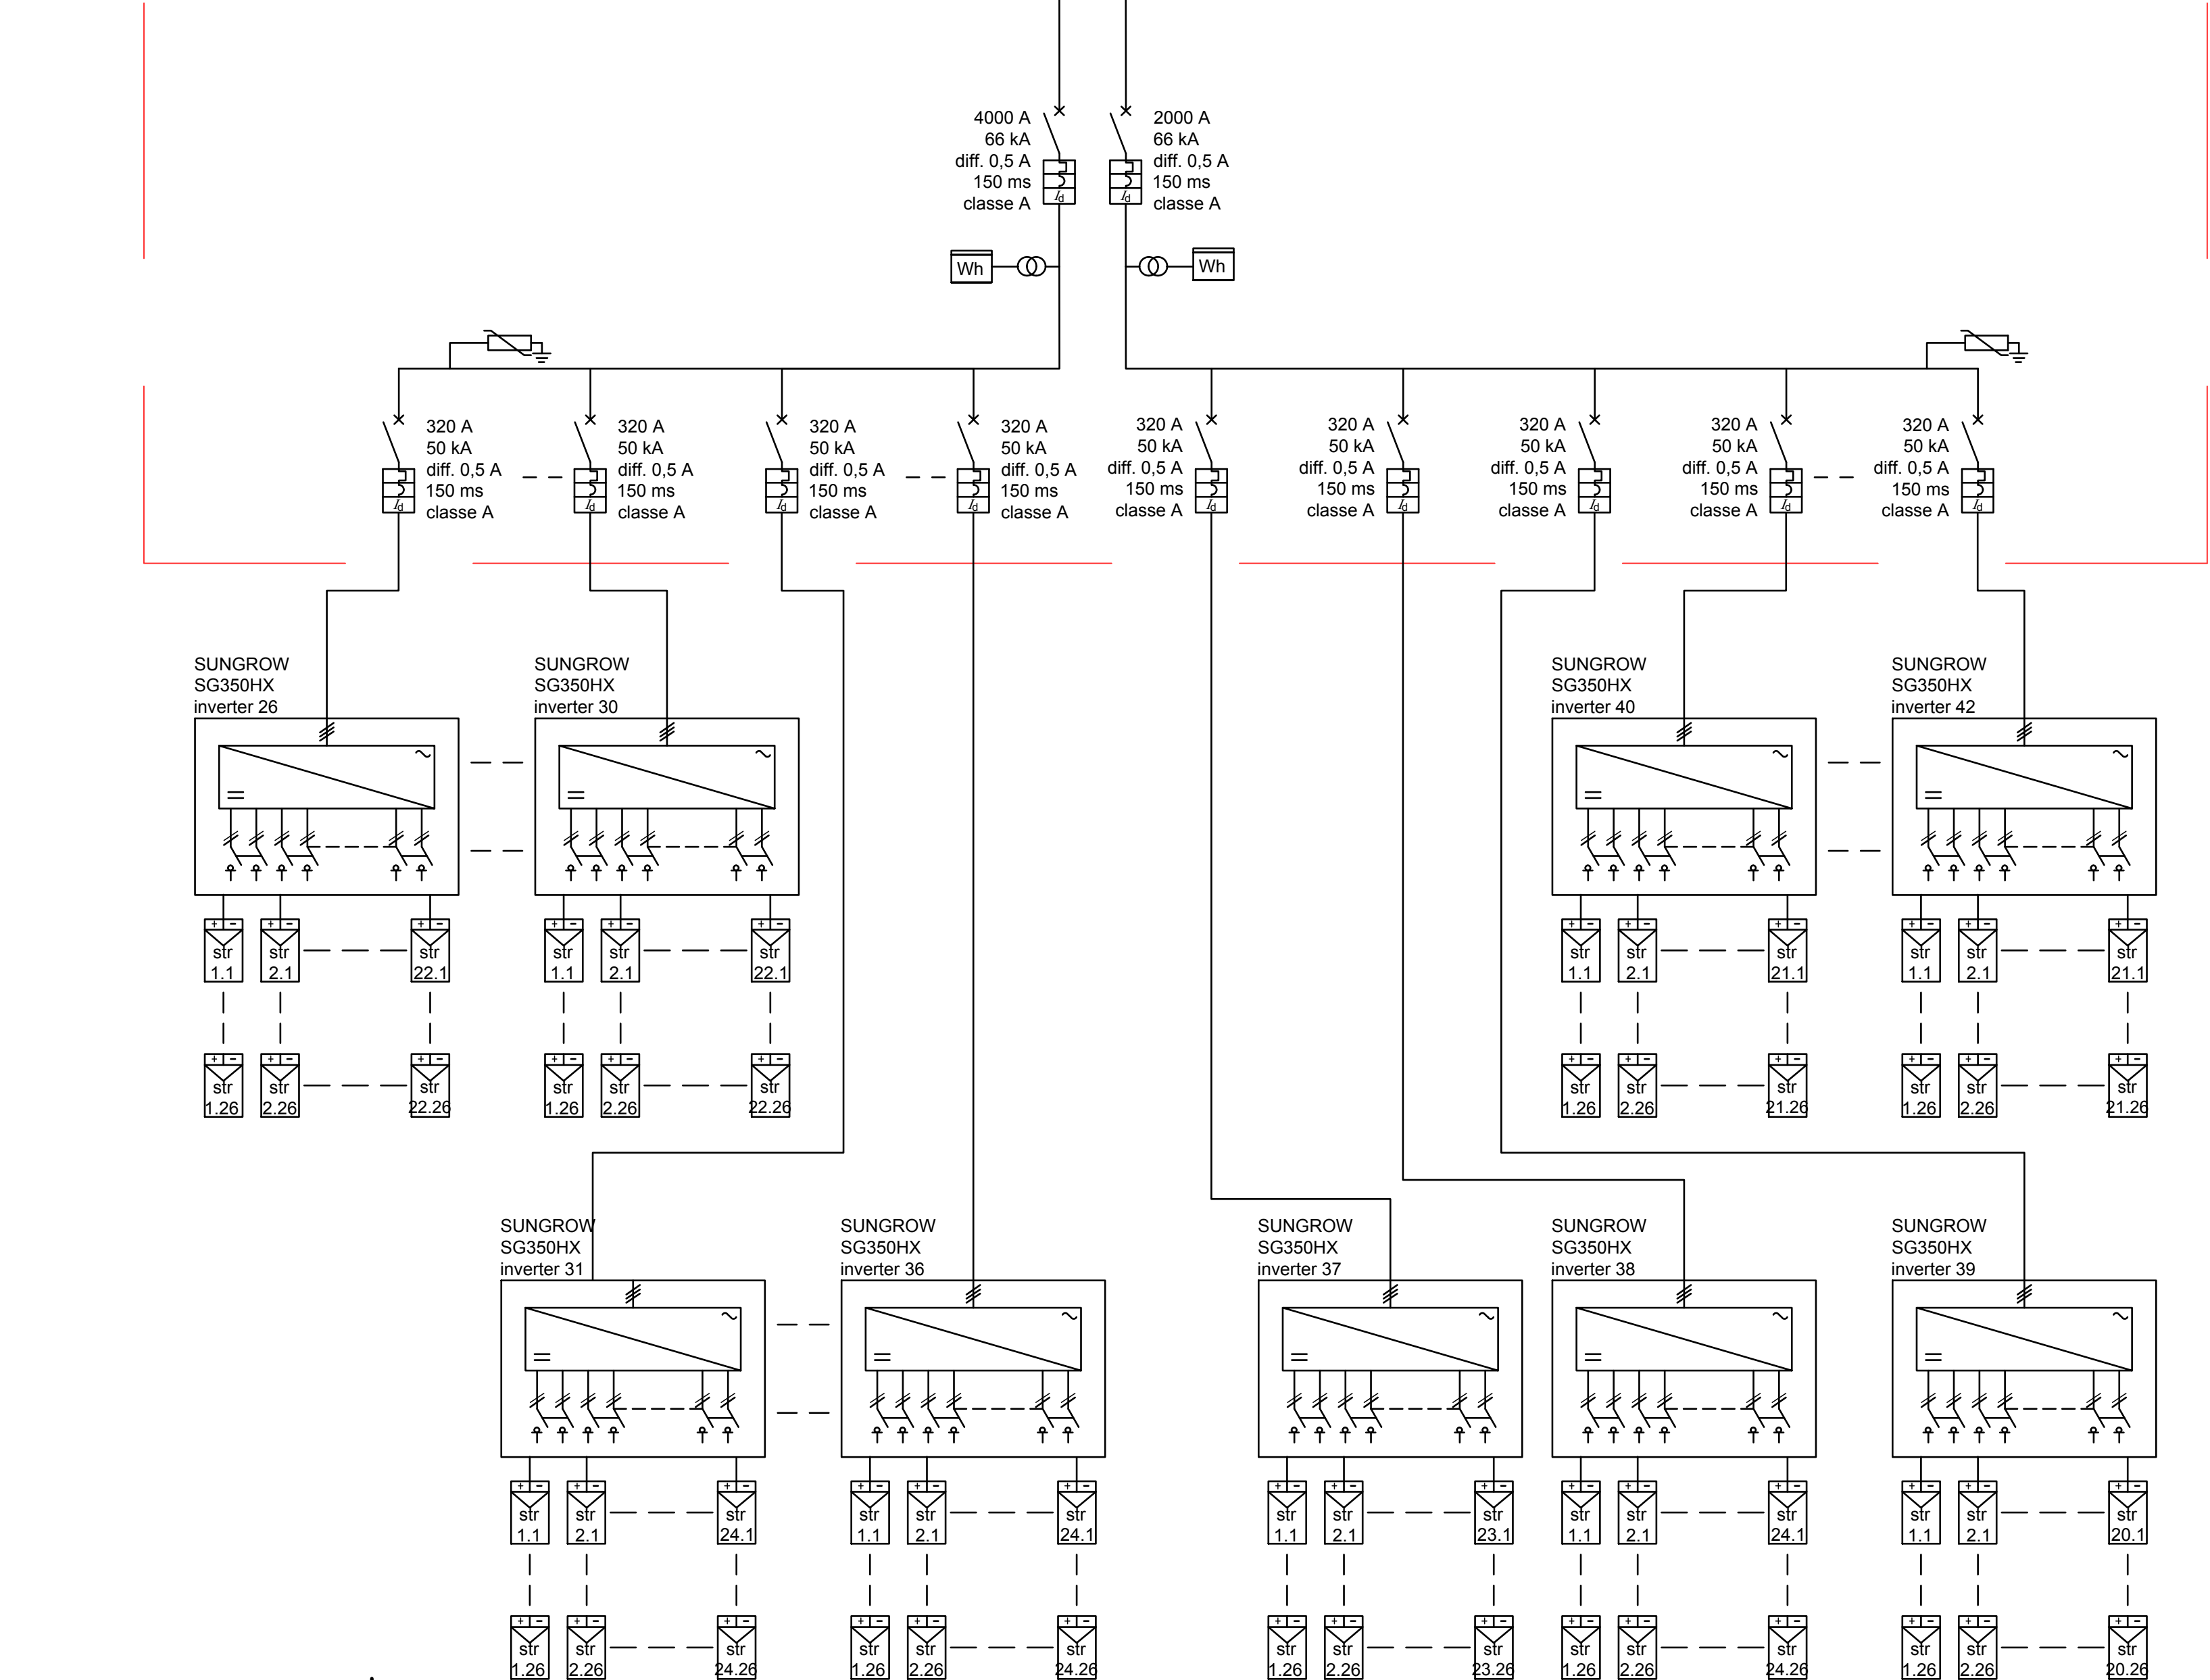 4000 A
66 kA
diff. 0,5 A
150 ms
classe A
Id
2000 A
66 kA
diff. 0,5 A
150 ms
classe A
Id
Wh
Wh
320 A
50 kA
diff. 0,5 A
150 ms
classe A
Id
320 A
50 kA
diff. 0,5 A
150 ms
classe A
Id
320 A
50 kA
diff. 0,5 A
150 ms
classe A
Id
320 A
50 kA
diff. 0,5 A
150 ms
classe A
Id
320 A
50 kA
diff. 0,5 A
150 ms
classe A
Id
320 A
50 kA
diff. 0,5 A
150 ms
classe A
Id
320 A
50 kA
diff. 0,5 A
150 ms
classe A
Id
320 A
50 kA
diff. 0,5 A
150 ms
classe A
Id
320 A
50 kA
diff. 0,5 A
150 ms
classe A
Id
SUNGROW
SG350HX
inverter 26
str
1.1
str
2.1
str
22.1
str
1.26
str
2.26
str
22.26
SUNGROW
SG350HX
inverter 30
str
1.1
str
2.1
str
22.1
str
1.26
str
2.26
str
22.26
SUNGROW
SG350HX
inverter 40
str
1.1
str
2.1
str
21.1
str
1.26
str
2.26
str
21.26
SUNGROW
SG350HX
inverter 42
str
1.1
str
2.1
str
21.1
str
1.26
str
2.26
str
21.26
SUNGROW
SG350HX
inverter 31
str
1.1
str
2.1
str
24.1
str
1.26
str
2.26
str
24.26
SUNGROW
SG350HX
inverter 36
str
1.1
str
2.1
str
24.1
str
1.26
str
2.26
str
24.26
SUNGROW
SG350HX
inverter 37
str
1.1
str
2.1
str
23.1
str
1.26
str
2.26
str
23.26
SUNGROW
SG350HX
inverter 38
str
1.1
str
2.1
str
24.1
str
1.26
str
2.26
str
24.26
SUNGROW
SG350HX
inverter 39
str
1.1
str
2.1
str
20.1
str
1.26
str
2.26
str
20.26